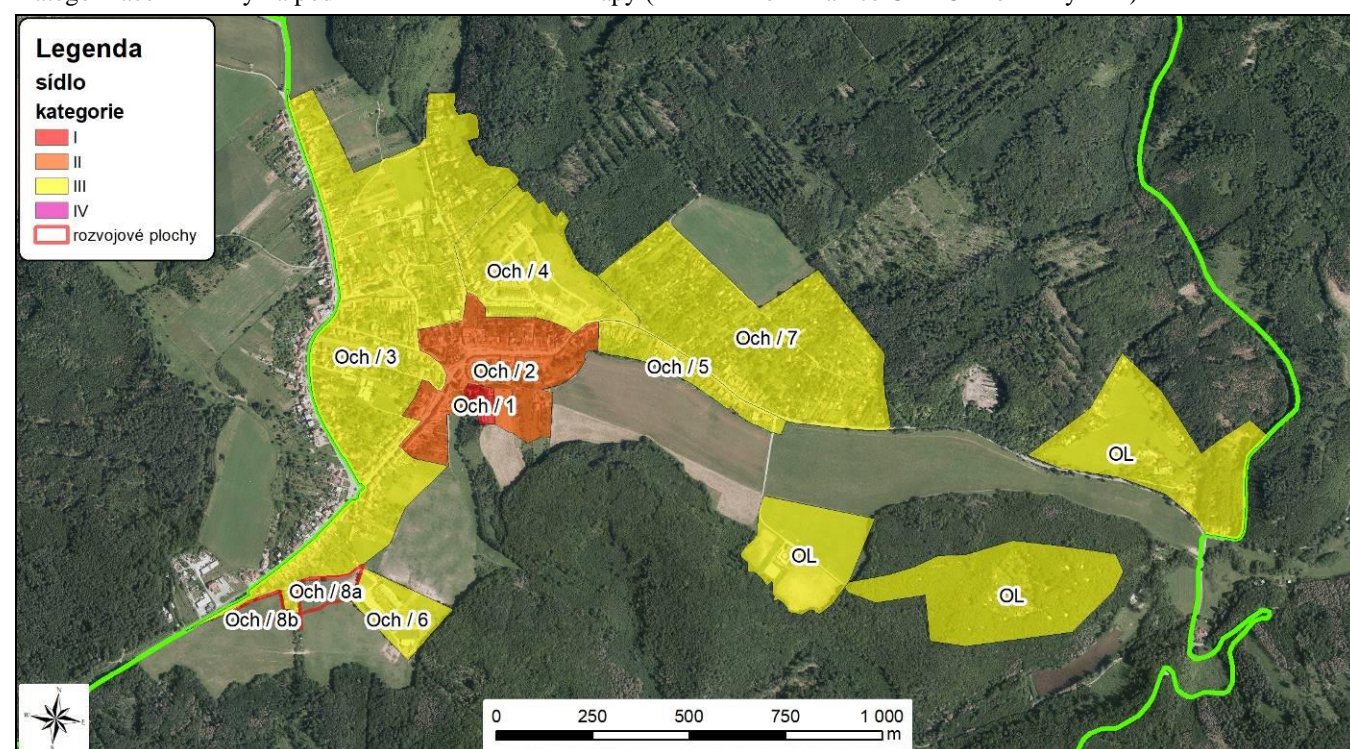 Legenda
sídlo
kategorie
I
II
III
IV
rozvojové plochy
Och / 4
Och / 7
Och / 3
Och / 5
Och / 2
Och / 1
OL
OL
OL
Och / 8a
Och / 8b
Och / 6
N
E
S
W
0 250 500 750 1 000
m